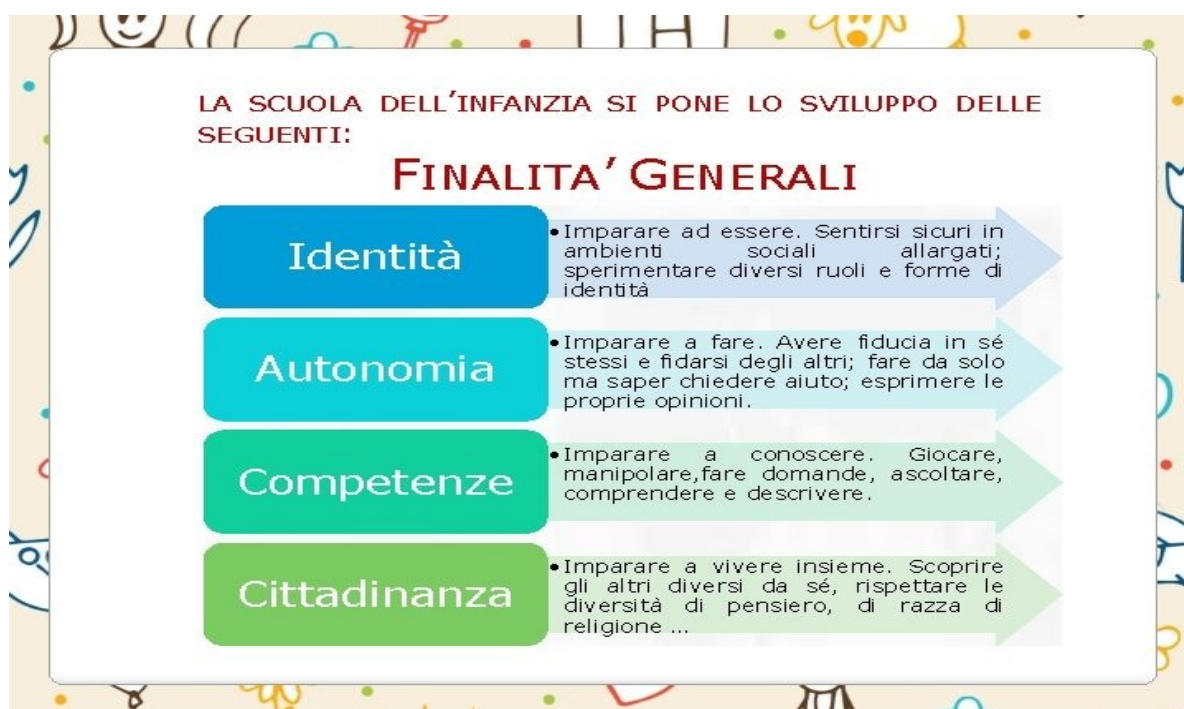 LA SCUOLA DELL'INFANZIA SI PONE LO SVILUPPO DELLE
SEGUENTI:
FINALITA' GENERALI
Identità
•Imparare ad essere. Sentirsi sicuri in
ambienti sociali allargati;
sperimentare diversi ruoli e forme di
identità
Autonomia
•Imparare a fare. Avere fiducia in sé
stessi e fidarsi degli altri; fare da solo
ma saper chiedere aiuto; esprimere le
proprie opinioni.
Competenze
•Imparare a conoscere. Giocare,
manipolare,fare domande, ascoltare,
comprendere e descrivere.
Cittadinanza
•Imparare a vivere insieme. Scoprire
gli altri diversi da sé, rispettare le
diversità di pensiero, di razza di
religione ...